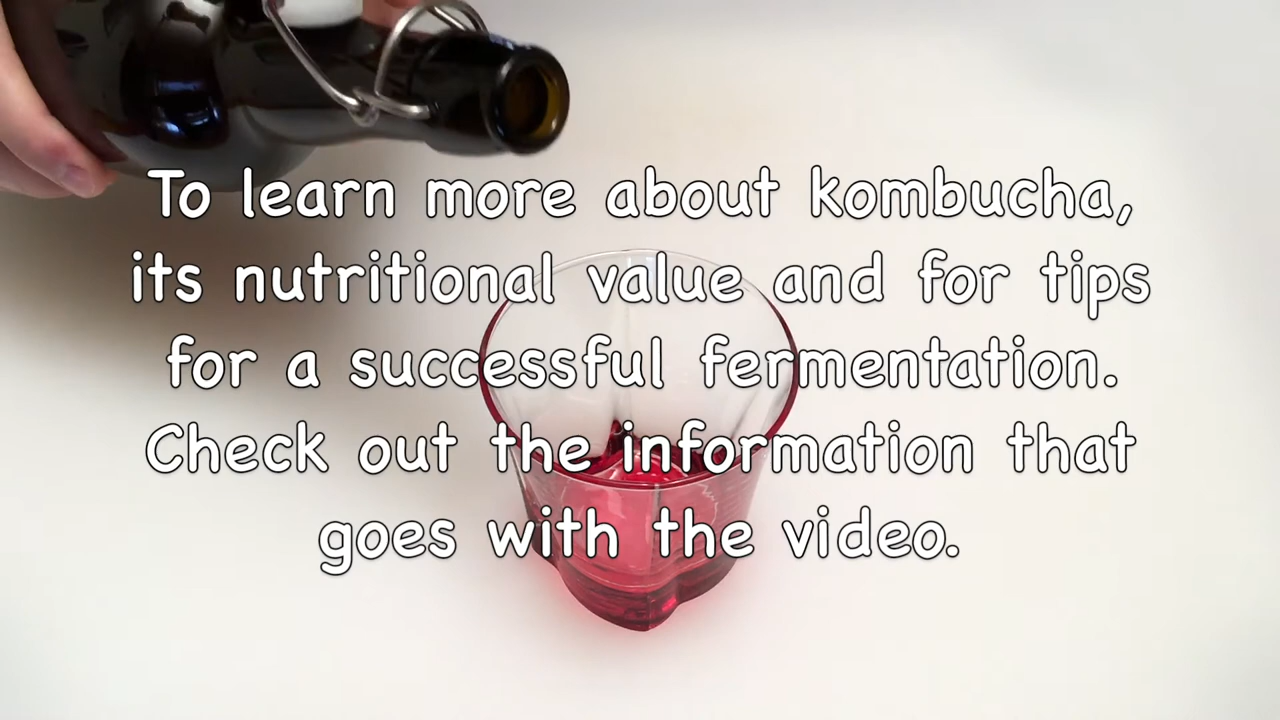 To learn more about kombucha,
its nutritional value and for tips
for a successful fermentation.
Check out the information that
goes with the video.